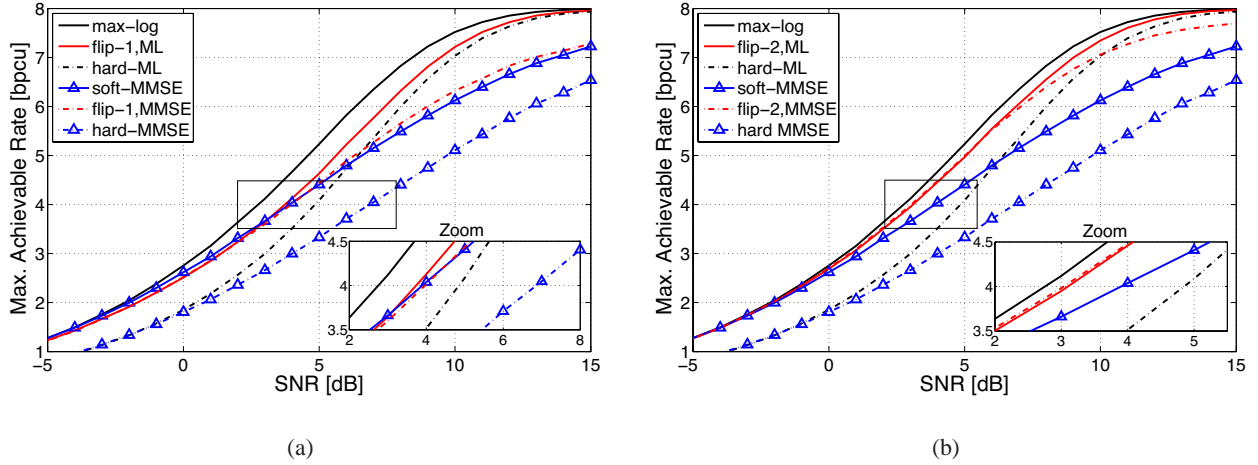 8
7
6
5
4
3
2
1
Max. Achievable Rate [bpcu]
max−log
flip−1,ML
hard−ML
soft−MMSE
flip−1,MMSE
hard−MMSE
Zoom
4.5
4
3.5
2 4 6 8
−5 0 5 10 15
SNR [dB]
(a)
8
7
6
5
4
3
2
1
Max. Achievable Rate [bpcu]
max−log
flip−2,ML
hard−ML
soft−MMSE
flip−2,MMSE
hard MMSE
Zoom
4.5
4
3.5
2 3 4 5
−5 0 5 10 15
SNR [dB]
(b)